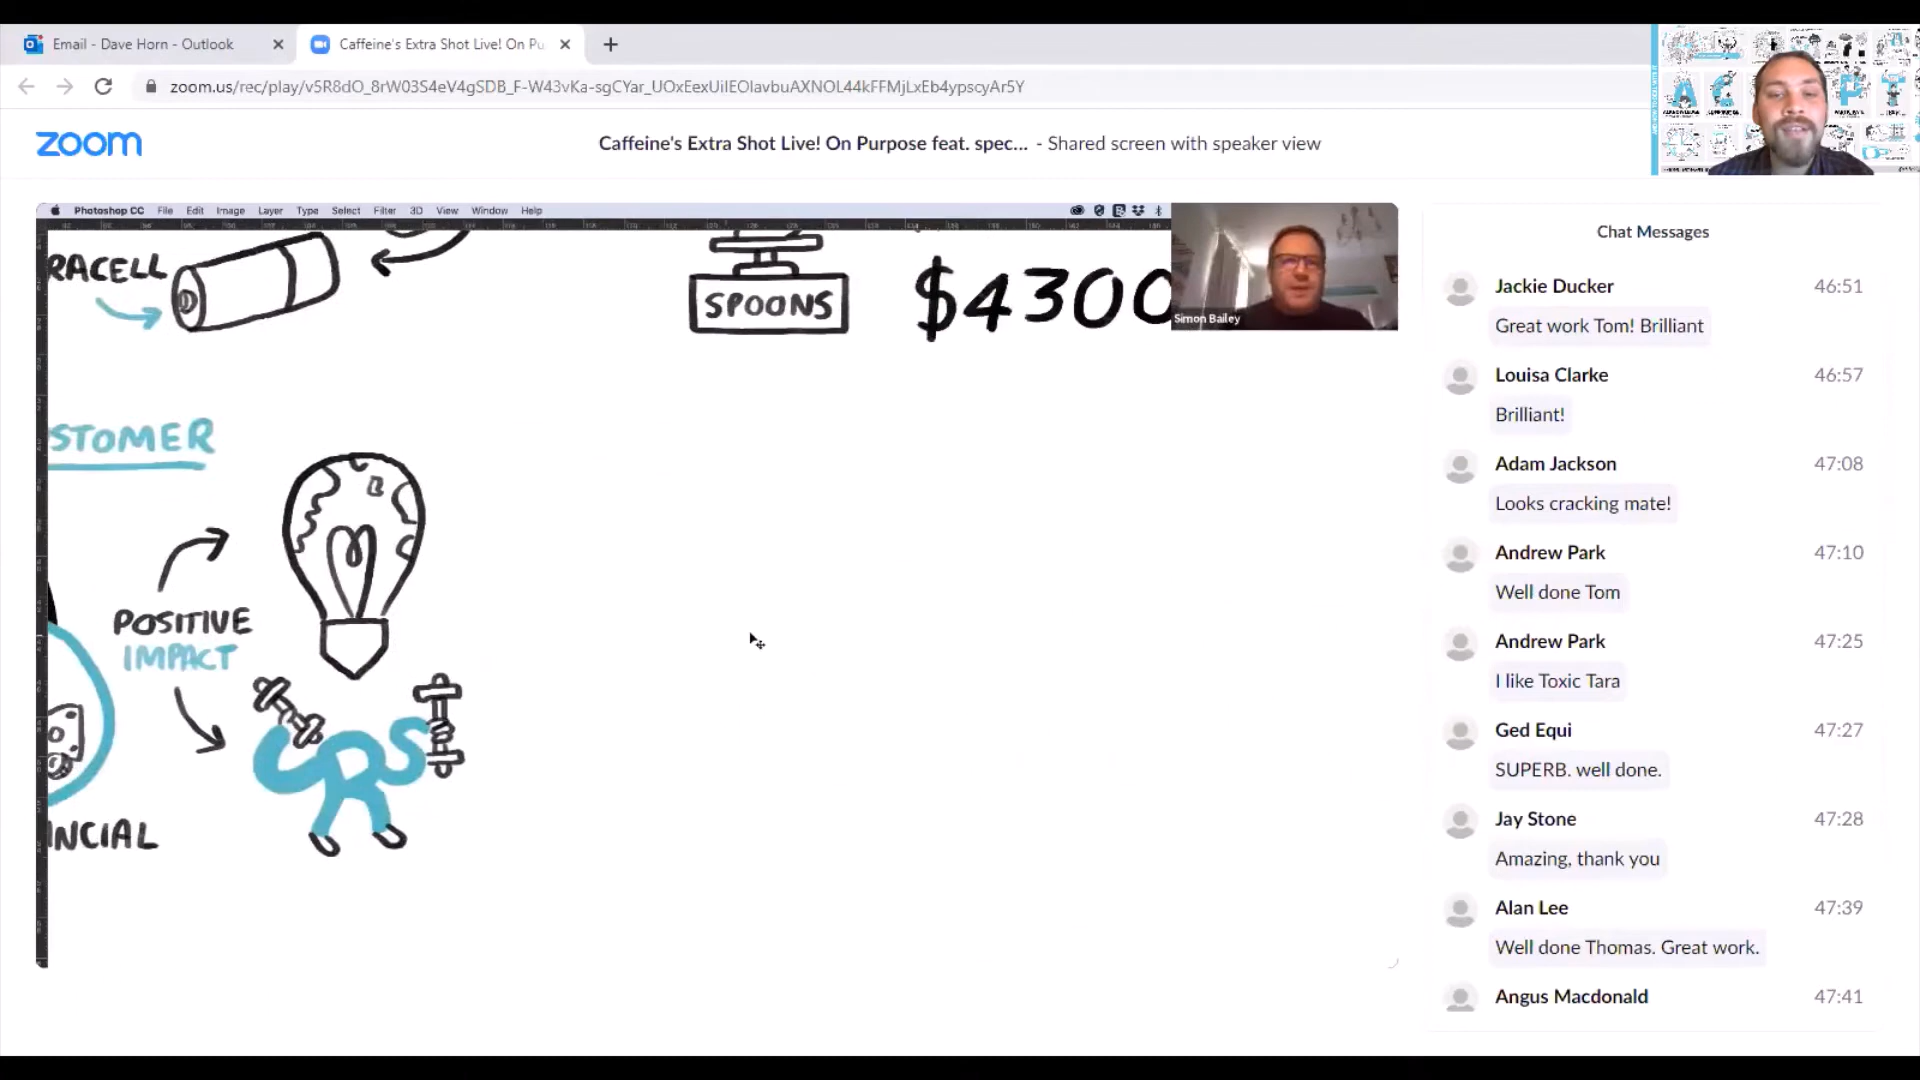 Email - Dave Horn - Outlook
Caffeine's Extra Shot Live! On Pu
zoom.us/rec/play/v5R8dO_8rW03S4eV4gSDB_F-W43vKa-sgCYar_UOxEexUiIEOlavbuAXNOL44kFFMjLxEb4ypscyAr5Y
zoom
Caffeine's Extra Shot Live! On Purpose feat. spec... - Shared screen with speaker view
Photoshop CC File Edit Image Layer Type Select Filter 3D View Window Help
RACELL
SPOONS
$4300
Simon Bailey
STOMER
POSITIVE
IMPACT
CRS
NCIAL
Chat Messages
Jackie Ducker 46:51
Great work Tom! Brilliant
Louisa Clarke 46:57
Brilliant!
Adam Jackson 47:08
Looks cracking mate!
Andrew Park 47:10
Well done Tom
Andrew Park 47:25
I like Toxic Tara
Ged Equi 47:27
SUPERB. well done.
Jay Stone 47:28
Amazing, thank you
Alan Lee 47:39
Well done Thomas. Great work.
Angus Macdonald 47:41